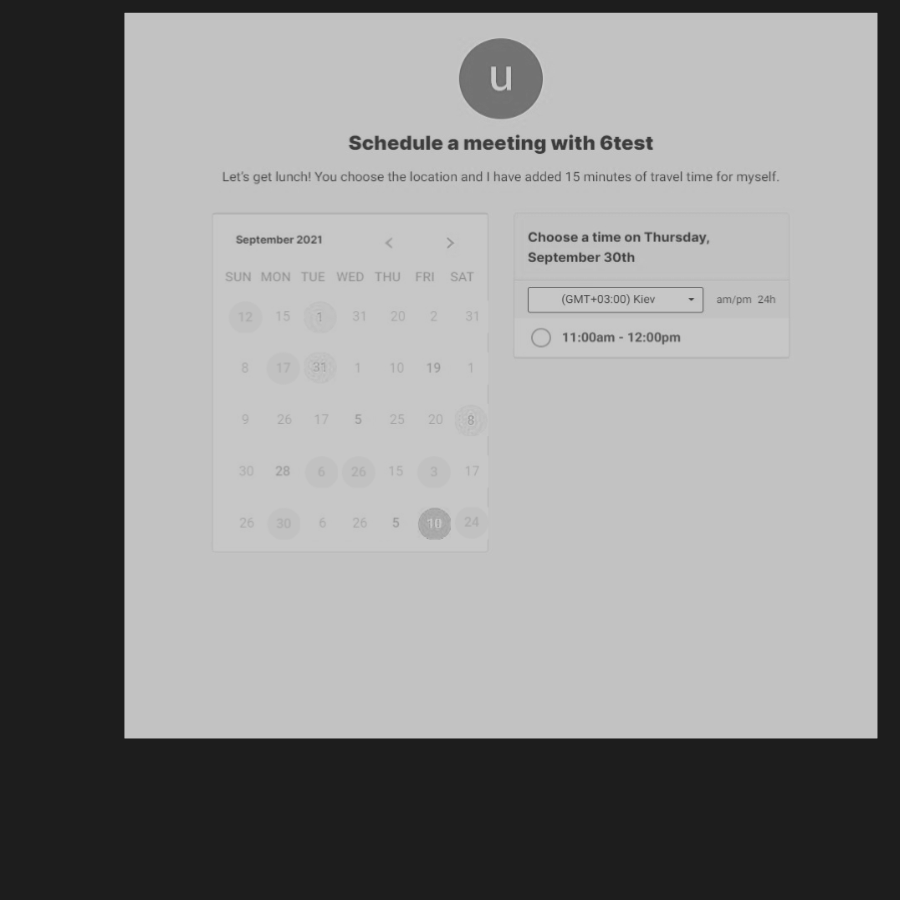 u
Schedule a meeting with 6test
Let's get lunch! You choose the location and I have added 15 minutes of travel time for myself.
September 2021
SUN MON TUE WED THU FRI SAT
12 15 1 31 20 2 31
8 17 31 1 10 19 1
9 26 17 5 25 20 8
30 28 6 26 15 3 17
26 30 6 26 5 10 24
Choose a time on Thursday,
September 30th
(GMT+03:00) Kiev am/pm 24h
11:00am - 12:00pm